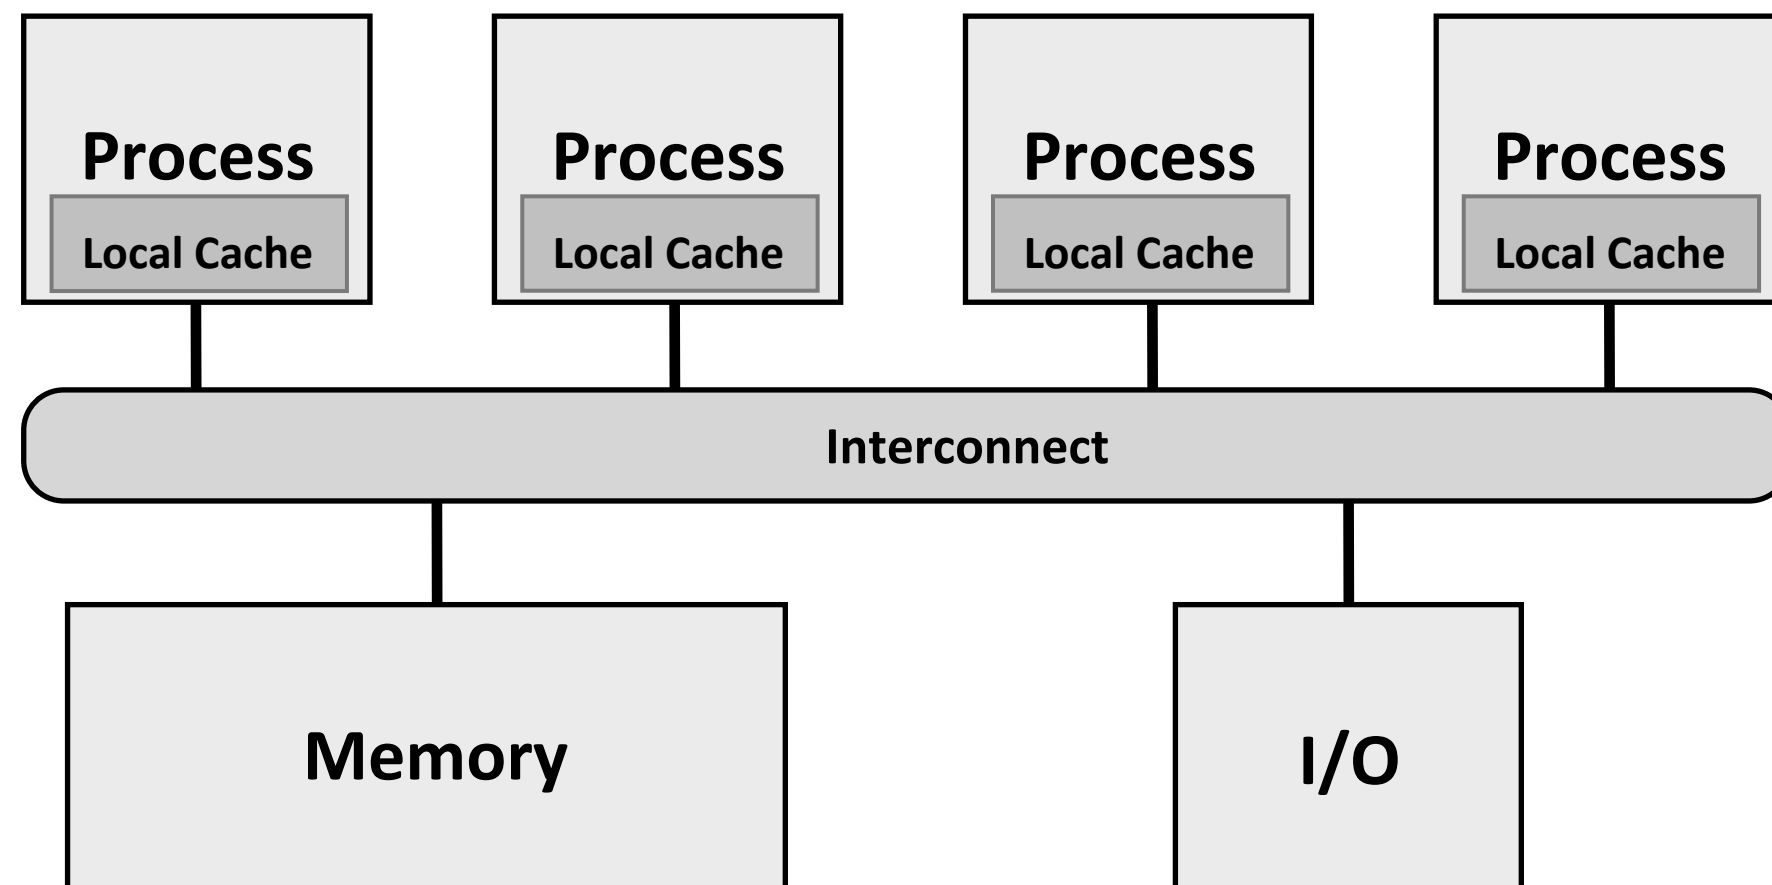 Process
Process
Process
Process
Local Cache
Local Cache
Local Cache
Local Cache
Interconnect
Memory
I/O